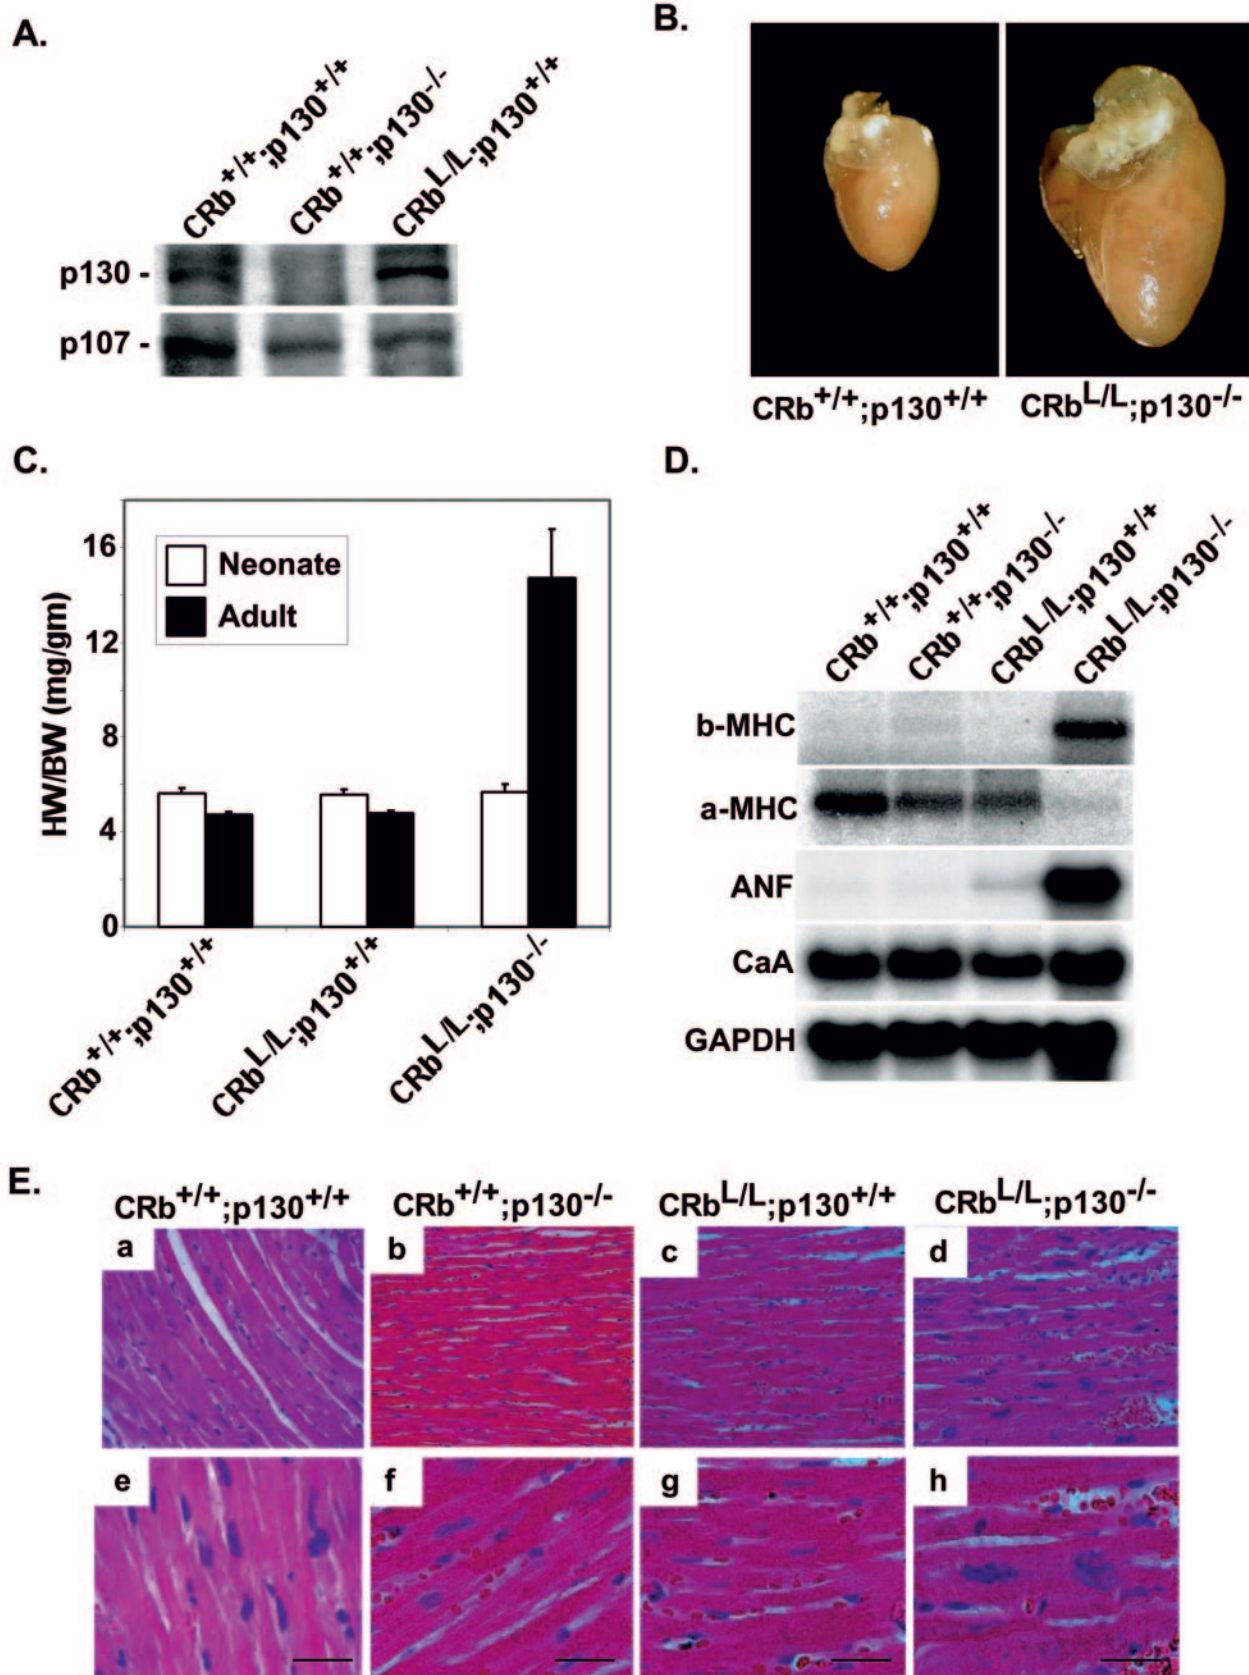 A.
CRb+/+;p130+/+
CRb+/+;p130-/-
CRbL/L;p130+/+
p130 -
p107 -
B.
CRb+/+;p130+/+
CRbL/L;p130-/-
C.
HW/BW (mg/gm)
16
12
8
4
0
Neonate
Adult
CRb+/+;p130+/+
CRbL/L;p130+/+
CRbL/L;p130-/-
D.
CRb+/+;p130+/+
CRb+/+;p130-/-
CRbL/L;p130+/+
CRbL/L;p130-/-
b-MHC
a-MHC
ANF
CaA
GAPDH
E.
CRb+/+;p130+/+
CRb+/+;p130-/-
CRbL/L;p130+/+
CRbL/L;p130-/-
a
b
c
d
e
f
g
h